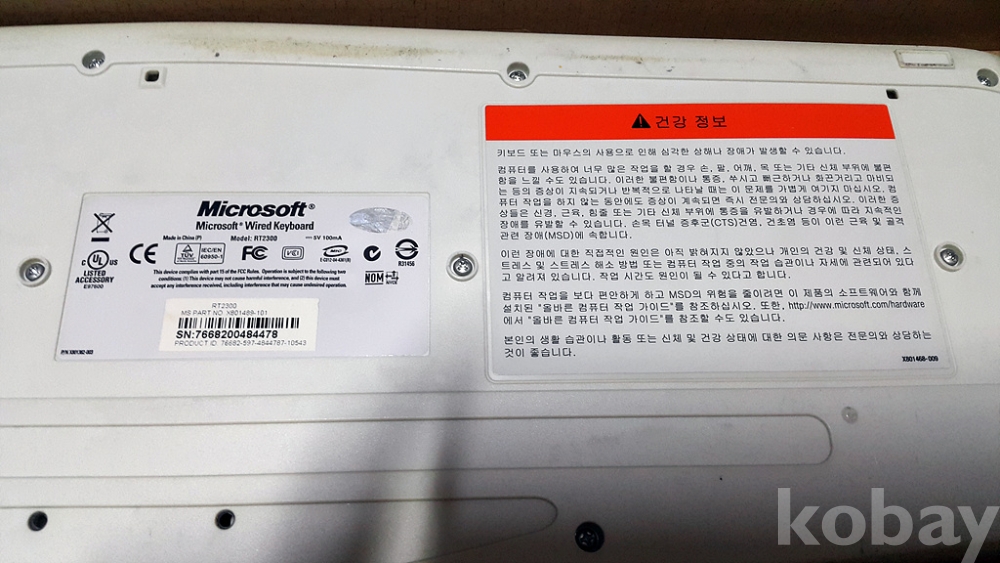 Microsoft®
Microsoft® Wired Keyboard
Made in China (P) Model: RT2300 5V 100mA
c UL US
LISTED
ACCESSORY
E97600
CE
TÜV
IEC/EN
60950-1
FC
MIC
R31456
NOM
This device complies with part 15 of the FCC Rules. Operation is subject to the following two
conditions: (1) This device may not cause harmful interference, and (2) this device must
accept any interference received, including interference that may cause undesired operation.
RT2300
MS PART NO. X801489-101
SN:7668200484478
PRODUCT ID: 76682-597-4844787-10543
건강 정보
키보드 또는 마우스의 사용으로 인해 심각한 상해나 장애가 발생할 수 있습니다.
컴퓨터를 사용하여 너무 많은 작업을 할 경우 손, 팔, 어깨, 목 또는 기타 신체 부위에 불편
함을 느낄 수도 있습니다. 이러한 불편함이나 통증, 쑤시고 뻐근하거나 화끈거리고 마비되
는 등의 증상이 지속되거나 반복적으로 나타날 때는 이 문제를 가볍게 여기지 마십시오. 컴
퓨터 작업을 하지 않는 동안에도 증상이 계속되면 즉시 전문의와 상담하십시오. 이러한 증
상들은 신경, 근육, 힘줄 또는 기타 신체 부위에 통증을 유발하거나 경우에 따라 지속적인
장애를 유발할 수 있습니다. 손목 터널 증후군(CTS)건염, 건초염 등이 이런 근육 및 골격
관련 장애(MSD)에 속합니다.
이런 장애에 대한 직접적인 원인은 아직 밝혀지지 않았으나 개인의 건강 및 신체 상태, 스
트레스 및 스트레스 해소 방법 또는 컴퓨터 작업 중의 작업 습관이나 자세에 관련되어 있다
고 알려져 있습니다. 작업 시간도 원인이 될 수 있다고 합니다.
컴퓨터 작업을 보다 편안하게 하고 MSD의 위험을 줄이려면 이 제품의 소프트웨어와 함께
설치된 "올바른 컴퓨터 작업 가이드"를 참조하십시오. 또한, http://www.microsoft.com/hardware
에서 "올바른 컴퓨터 작업 가이드"를 참조할 수도 있습니다.
본인의 생활 습관이나 활동 또는 신체 및 건강 상태에 대한 의문 사항은 전문의와 상담하는
것이 좋습니다.
X801468-009
kobay